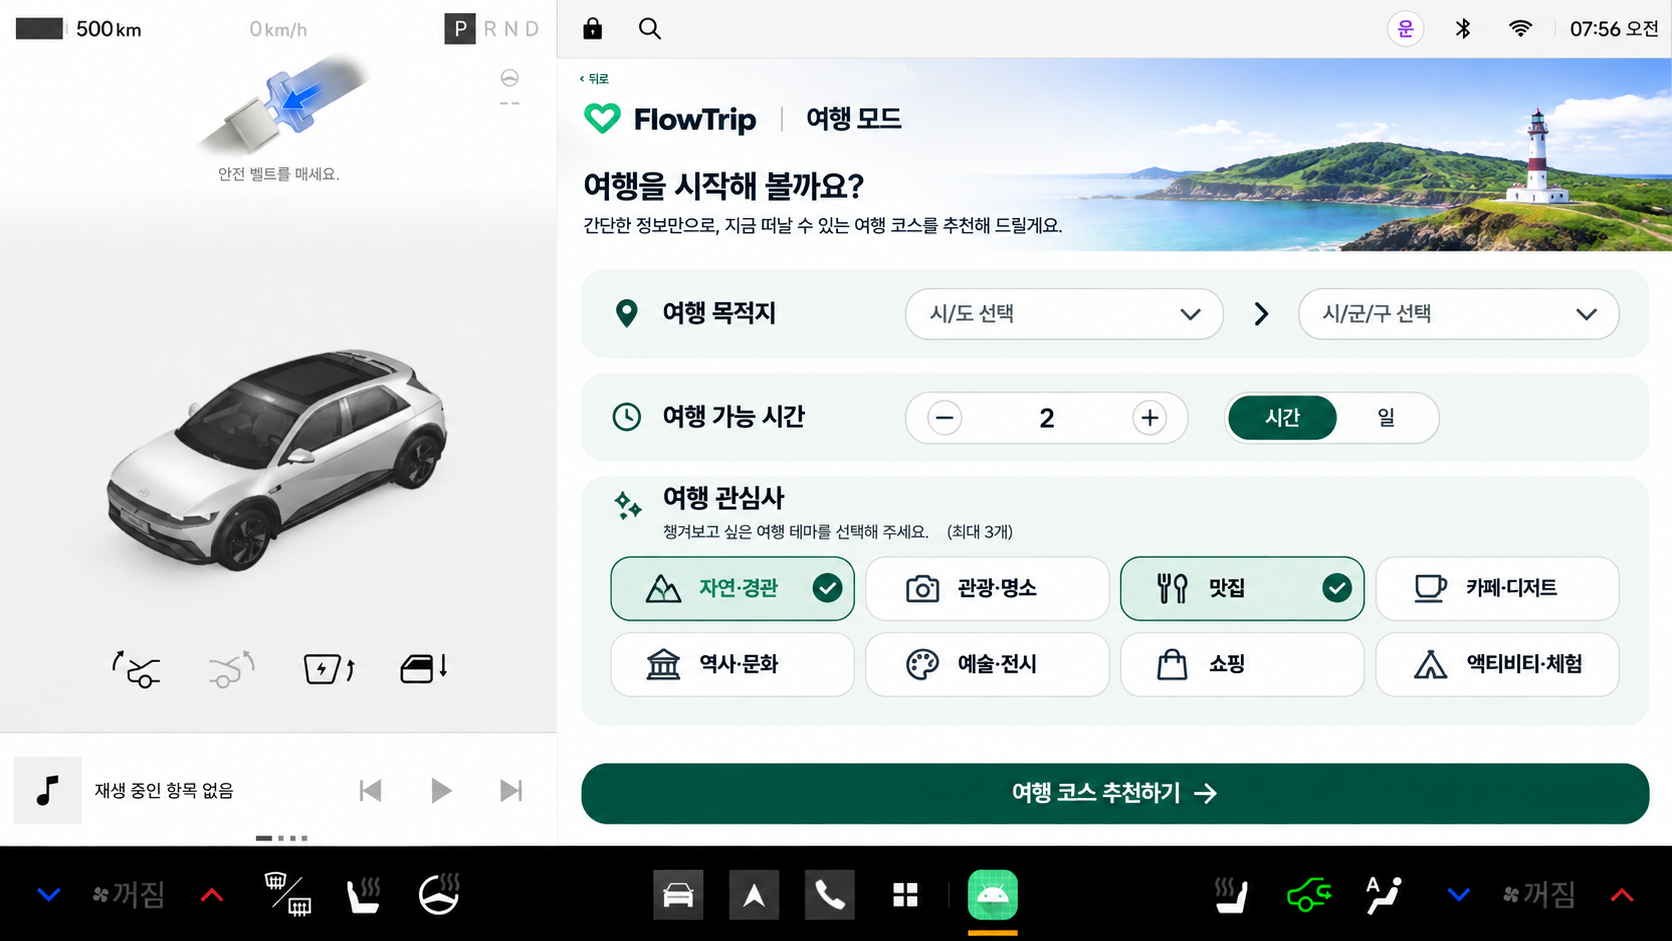 500 km
0 km/h
P R N D
안전 벨트를 매세요.
재생 중인 항목 없음
운
07:56 오전
뒤로
FlowTrip
여행 모드
여행을 시작해 볼까요?
간단한 정보만으로, 지금 떠날 수 있는 여행 코스를 추천해 드릴게요.
여행 목적지
시/도 선택
시/군/구 선택
여행 가능 시간
2
시간
일
여행 관심사
챙겨보고 싶은 여행 테마를 선택해 주세요. (최대 3개)
자연·경관
관광·명소
맛집
카페·디저트
역사·문화
예술·전시
쇼핑
액티비티·체험
여행 코스 추천하기
꺼짐
A
꺼짐